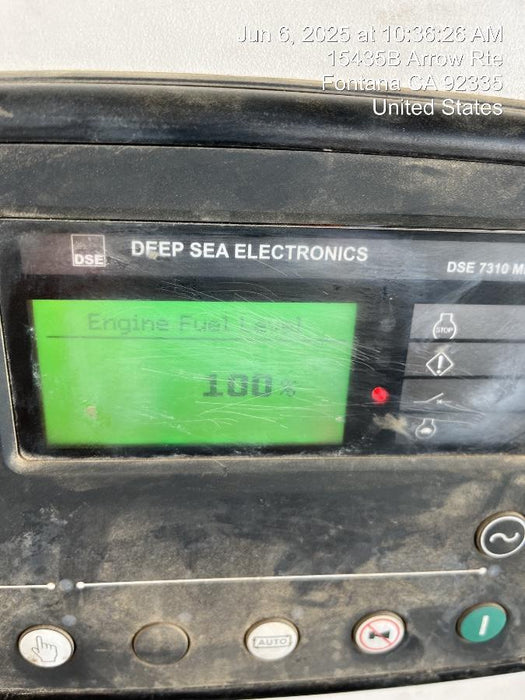 Jun 6, 2025 at 10:36:26 AM
15435B Arrow Rte
Fontana CA 92335
United States
DSE
DEEP SEA ELECTRONICS
DSE 7310 M
Engine Fuel Level
100%
STOP
AUTO